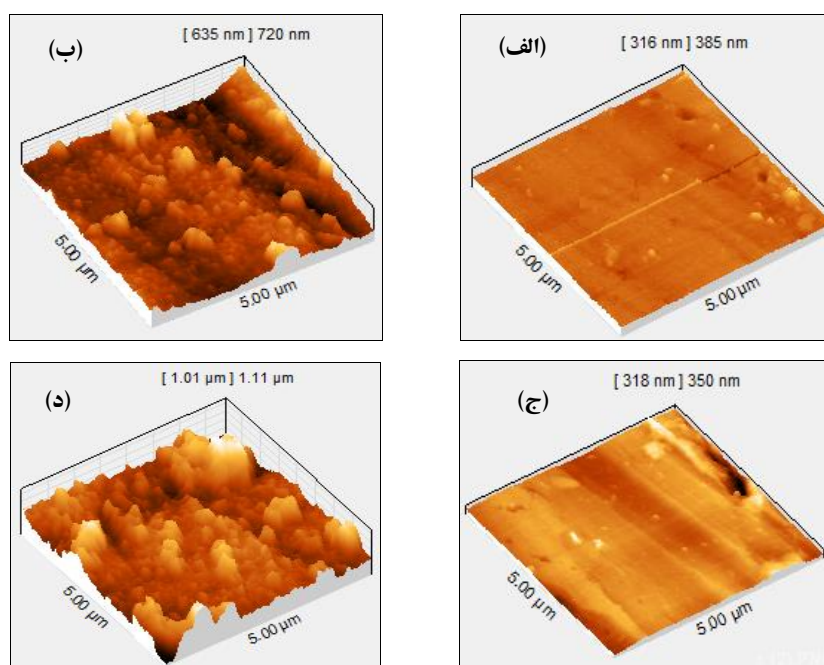 (الف)
[ 316 nm ] 385 nm
5.00 µm
5.00 µm
(ب)
[ 635 nm ] 720 nm
5.00 µm
5.00 µm
(ج)
[ 318 nm ] 350 nm
5.00 µm
5.00 µm
(د)
[ 1.01 µm ] 1.11 µm
5.00 µm
5.00 µm